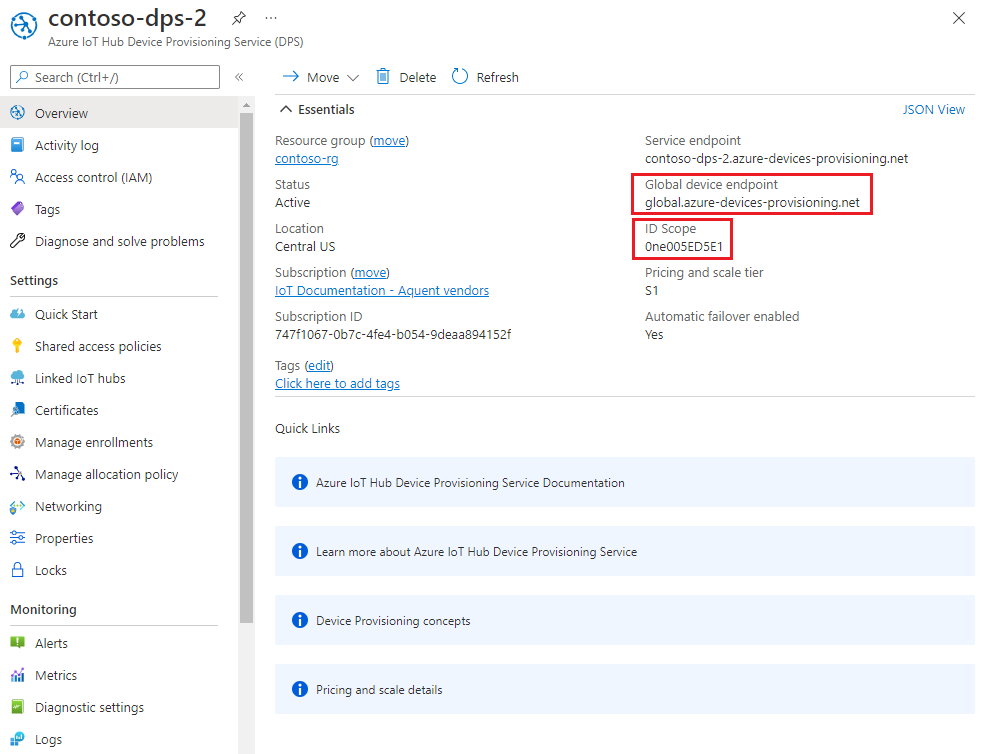 contoso-dps-2
Azure IoT Hub Device Provisioning Service (DPS)
Search (Ctrl+/)
Overview
Activity log
Access control (IAM)
Tags
Diagnose and solve problems
Settings
Quick Start
Shared access policies
Linked IoT hubs
Certificates
Manage enrollments
Manage allocation policy
Networking
Properties
Locks
Monitoring
Alerts
Metrics
Diagnostic settings
Logs
Move
Delete
Refresh
Essentials
JSON View
Resource group (move)
contoso-rg
Status
Active
Location
Central US
Subscription (move)
IoT Documentation - Aquent vendors
Subscription ID
747f1067-0b7c-4fe4-b054-9deaa894152f
Tags (edit)
Click here to add tags
Service endpoint
contoso-dps-2.azure-devices-provisioning.net
Global device endpoint
global.azure-devices-provisioning.net
ID Scope
0ne005ED5E1
Pricing and scale tier
S1
Automatic failover enabled
Yes
Quick Links
Azure IoT Hub Device Provisioning Service Documentation
Learn more about Azure IoT Hub Device Provisioning Service
Device Provisioning concepts
Pricing and scale details